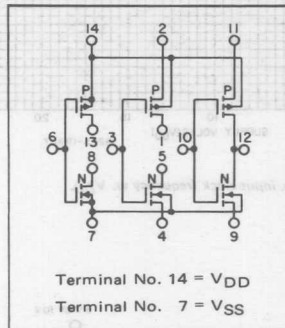 14 2 11
P P P
6 13 3 1 10 12
8 5
N N N
7 4 9
Terminal No. 14 = VDD
Terminal No. 7 = VSS